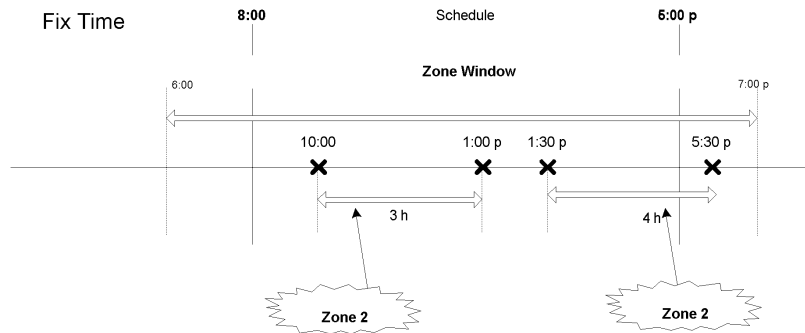 Fix Time
8:00
Schedule
5:00 p
Zone Window
6:00
7:00 p
10:00
1:00 p
1:30 p
5:30 p
3 h
4 h
Zone 2
Zone 2